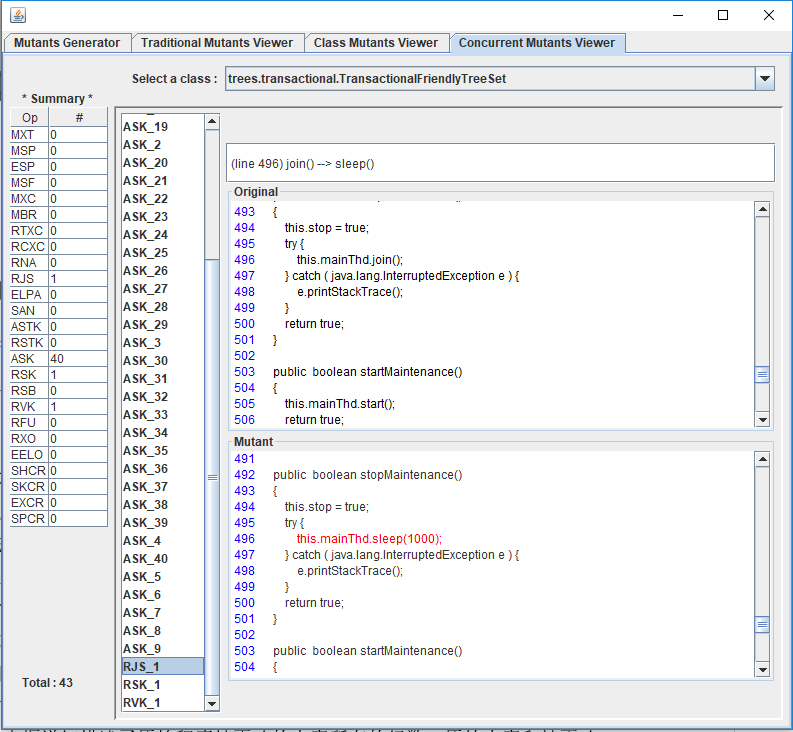 Mutants Generator Traditional Mutants Viewer Class Mutants Viewer Concurrent Mutants Viewer
Select a class : trees.transactional.TransactionalFriendlyTreeSet
* Summary *
Op #
MXT 0
MSP 0
ESP 0
MSF 0
MXC 0
MBR 0
RTXC 0
RCXC 0
RNA 0
RJS 1
ELPA 0
SAN 0
ASTK 0
RSTK 0
ASK 40
RSK 1
RSB 0
RVK 1
RFU 0
RXO 0
EELO 0
SHCR 0
SKCR 0
EXCR 0
SPCR 0
Total : 43
ASK_19
ASK_2
ASK_20
ASK_21
ASK_22
ASK_23
ASK_24
ASK_25
ASK_26
ASK_27
ASK_28
ASK_29
ASK_3
ASK_30
ASK_31
ASK_32
ASK_33
ASK_34
ASK_35
ASK_36
ASK_37
ASK_38
ASK_39
ASK_4
ASK_40
ASK_5
ASK_6
ASK_7
ASK_8
ASK_9
RJS_1
RSK_1
RVK_1
(line 496) join() --> sleep()
Original
493 {
494 this.stop = true;
495 try {
496 this.mainThd.join();
497 } catch ( java.lang.InterruptedException e ) {
498 e.printStackTrace();
499 }
500 return true;
501 }
502
503 public boolean startMaintenance()
504 {
505 this.mainThd.start();
506 return true;
Mutant
491
492 public boolean stopMaintenance()
493 {
494 this.stop = true;
495 try {
496 this.mainThd.sleep(1000);
497 } catch ( java.lang.InterruptedException e ) {
498 e.printStackTrace();
499 }
500 return true;
501 }
502
503 public boolean startMaintenance()
504 {